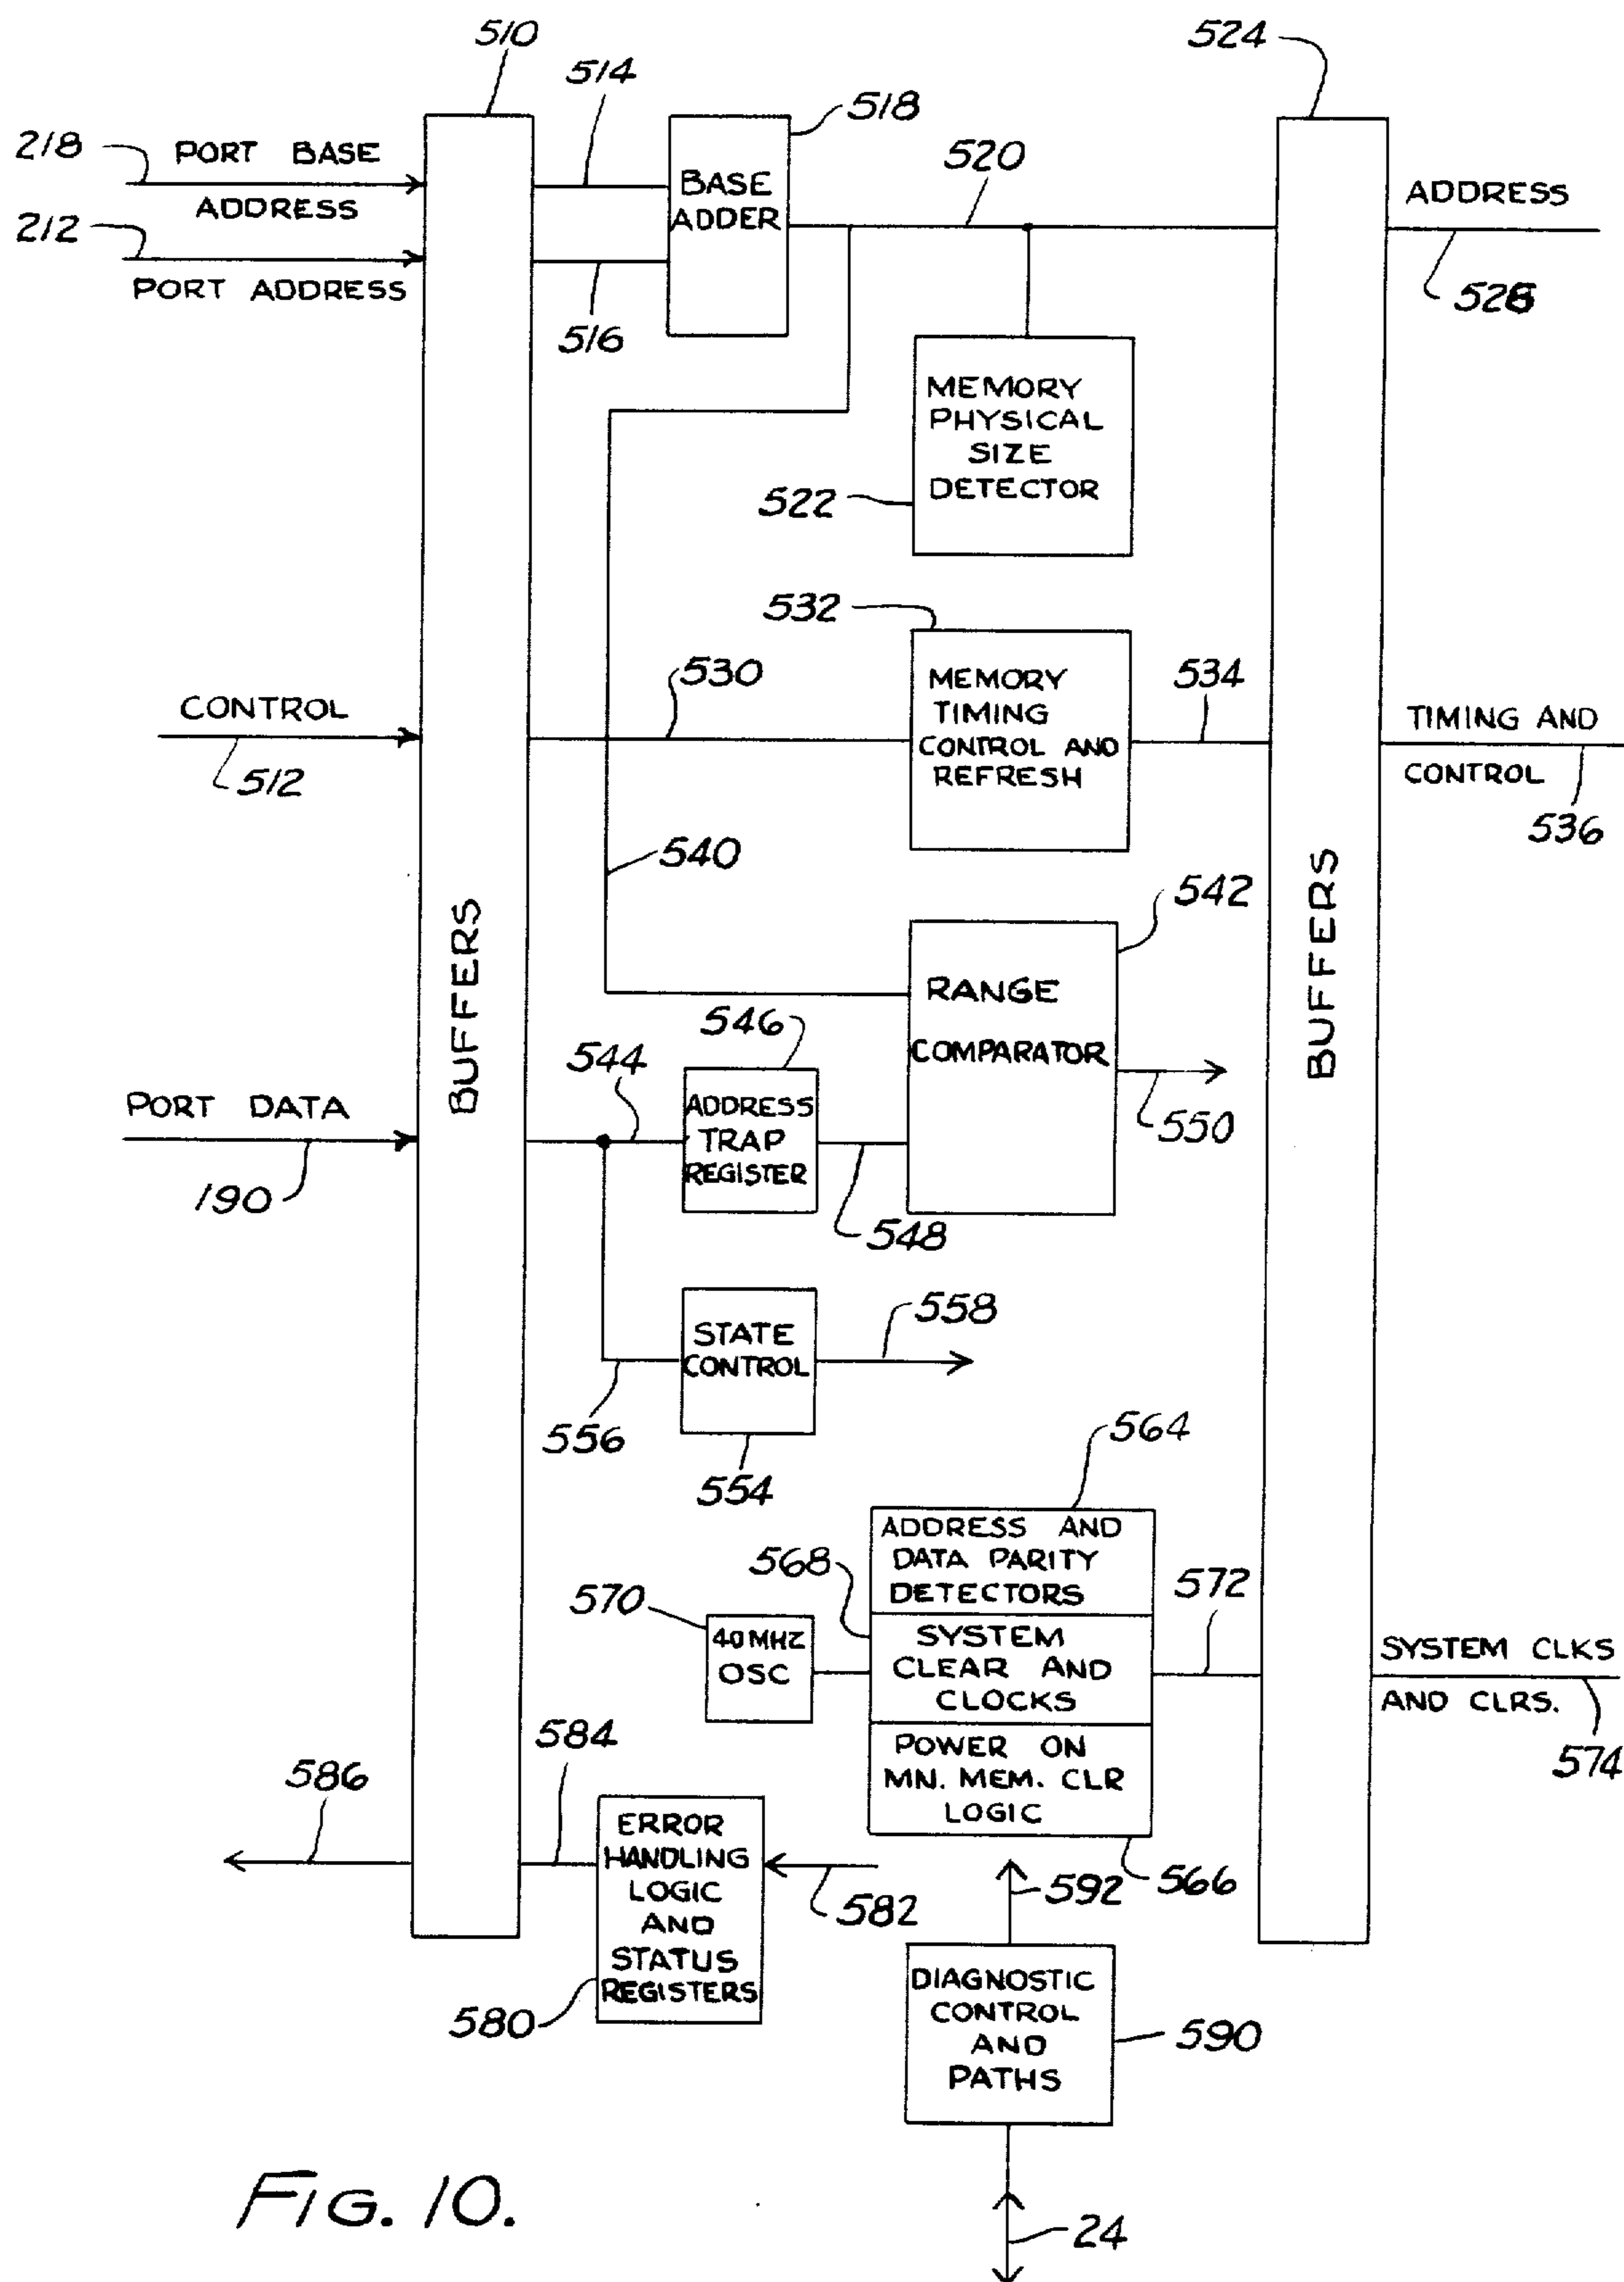 510
524
514
518
218
PORT BASE
ADDRESS
520
BASE
ADDER
ADDRESS
212
PORT ADDRESS
516
526
MEMORY
PHYSICAL
SIZE
DETECTOR
522
532
530
MEMORY
TIMING
CONTROL AND
REFRESH
534
CONTROL
512
TIMING AND
CONTROL
536
540
542
BUFFERS
BUFFERS
RANGE
COMPARATOR
546
544
PORT DATA
190
ADDRESS
TRAP
REGISTER
550
548
558
STATE
CONTROL
556
554
564
ADDRESS AND
DATA PARITY
DETECTORS
568
572
570
40 MHZ
OSC
SYSTEM
CLEAR AND
CLOCKS
SYSTEM CLKS
AND CLRS.
574
584
POWER ON
MN. MEM. CLR
LOGIC
586
ERROR
HANDLING
LOGIC
AND
STATUS
REGISTERS
582
592
566
580
DIAGNOSTIC
CONTROL
AND
PATHS
590
24
FIG. 10.